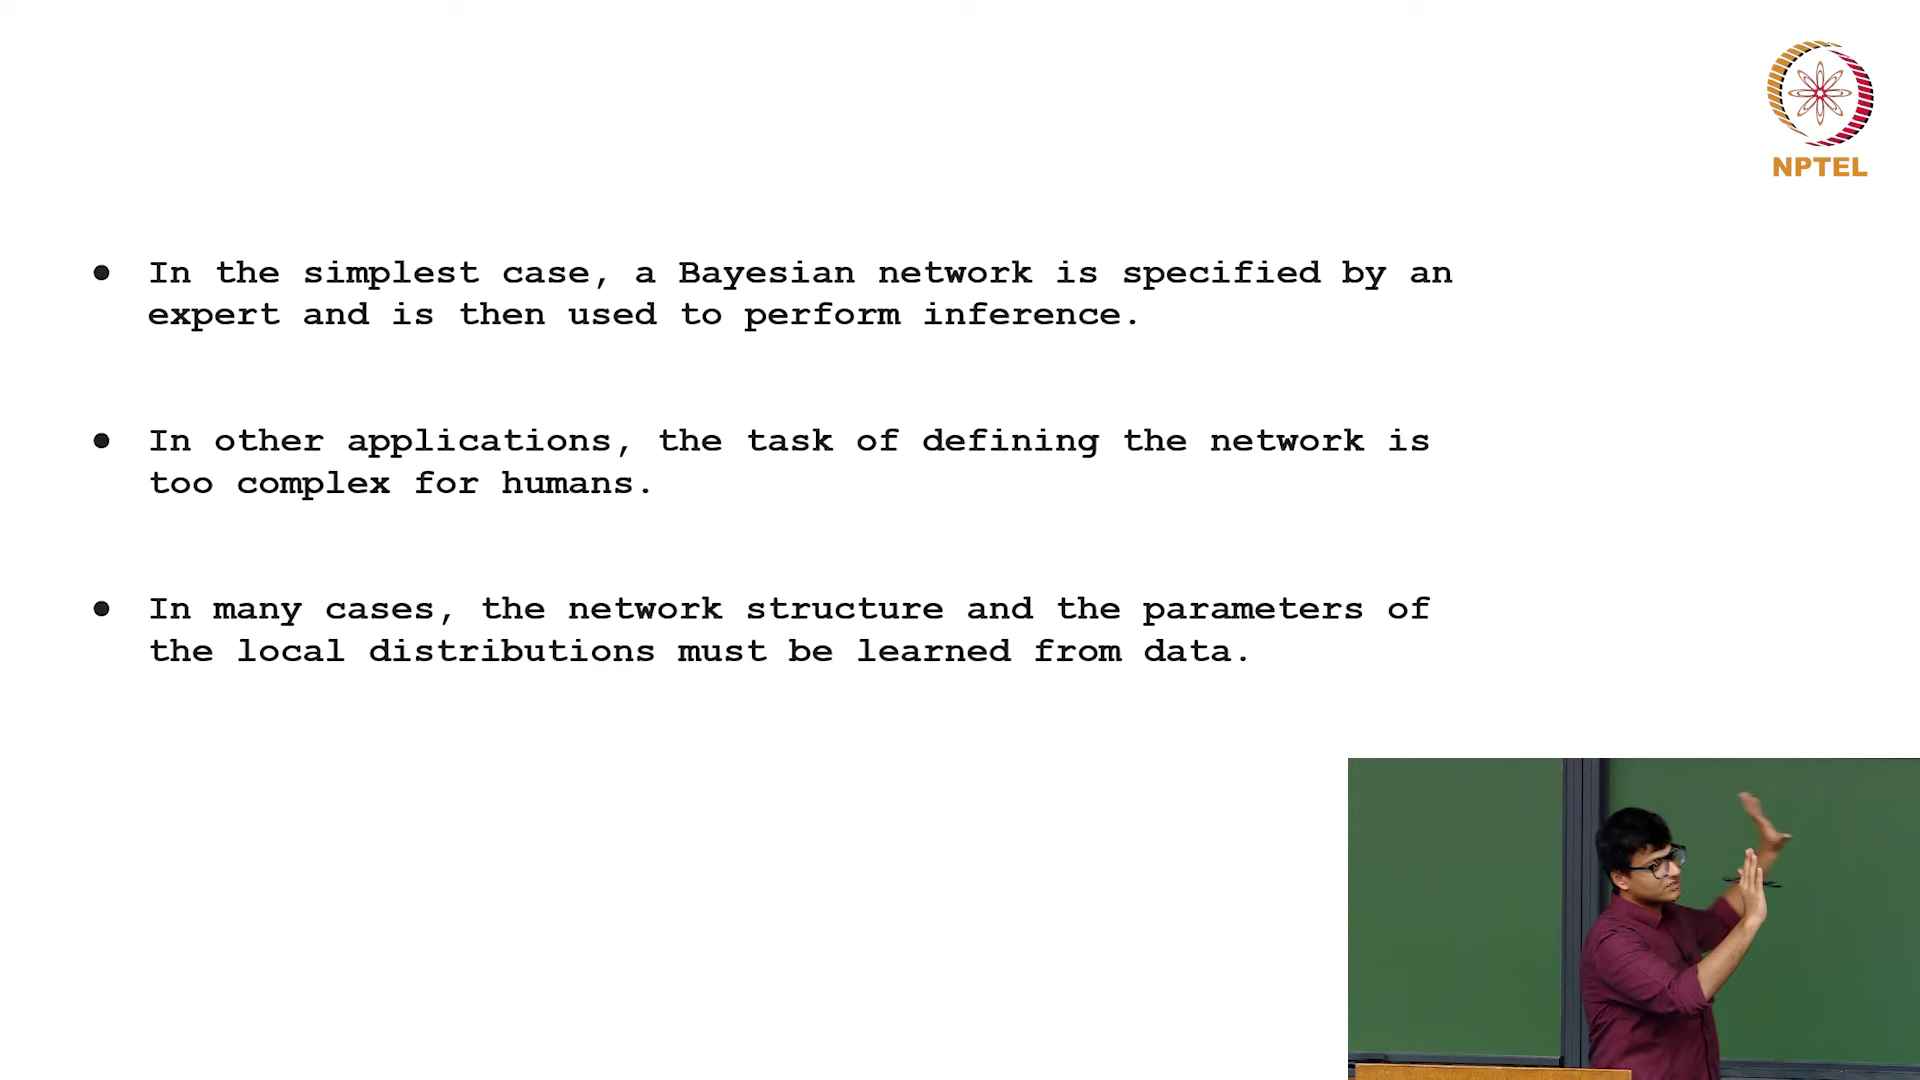 NPTEL
● In the simplest case, a Bayesian network is specified by an
expert and is then used to perform inference.
● In other applications, the task of defining the network is
too complex for humans.
● In many cases, the network structure and the parameters of
the local distributions must be learned from data.